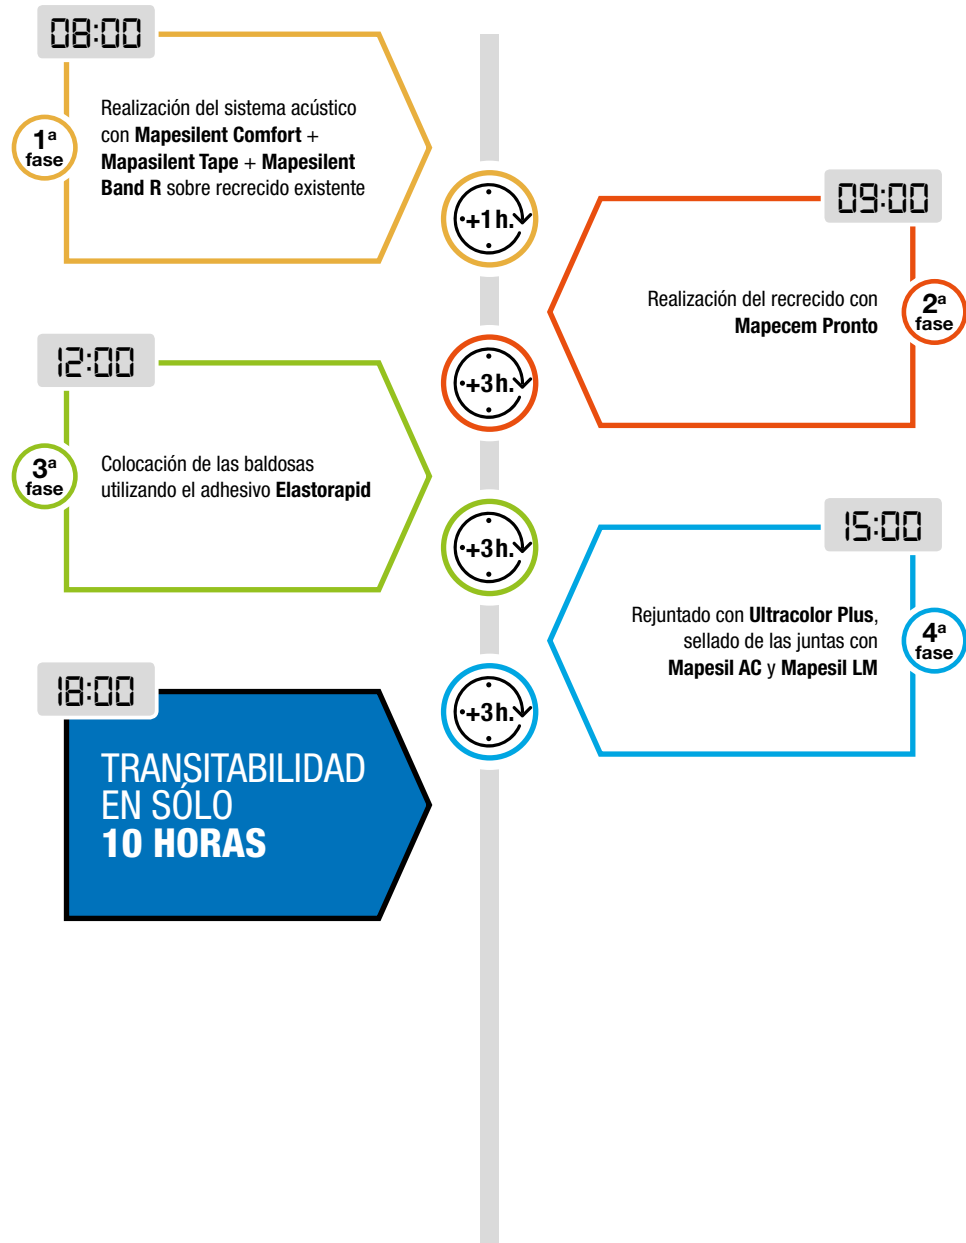 08:00
1ª
fase
Realización del sistema acústico
con Mapesilent Comfort +
Mapasilent Tape + Mapesilent
Band R sobre recrecido existente
+1 h.
09:00
2ª
fase
Realización del recrecido con
Mapecem Pronto
+3 h.
12:00
3ª
fase
Colocación de las baldosas
utilizando el adhesivo Elastorapid
+3 h.
15:00
4ª
fase
Rejuntado con Ultracolor Plus,
sellado de las juntas con
Mapesil AC y Mapesil LM
+3 h.
18:00
TRANSITABILIDAD
EN SÓLO
10 HORAS